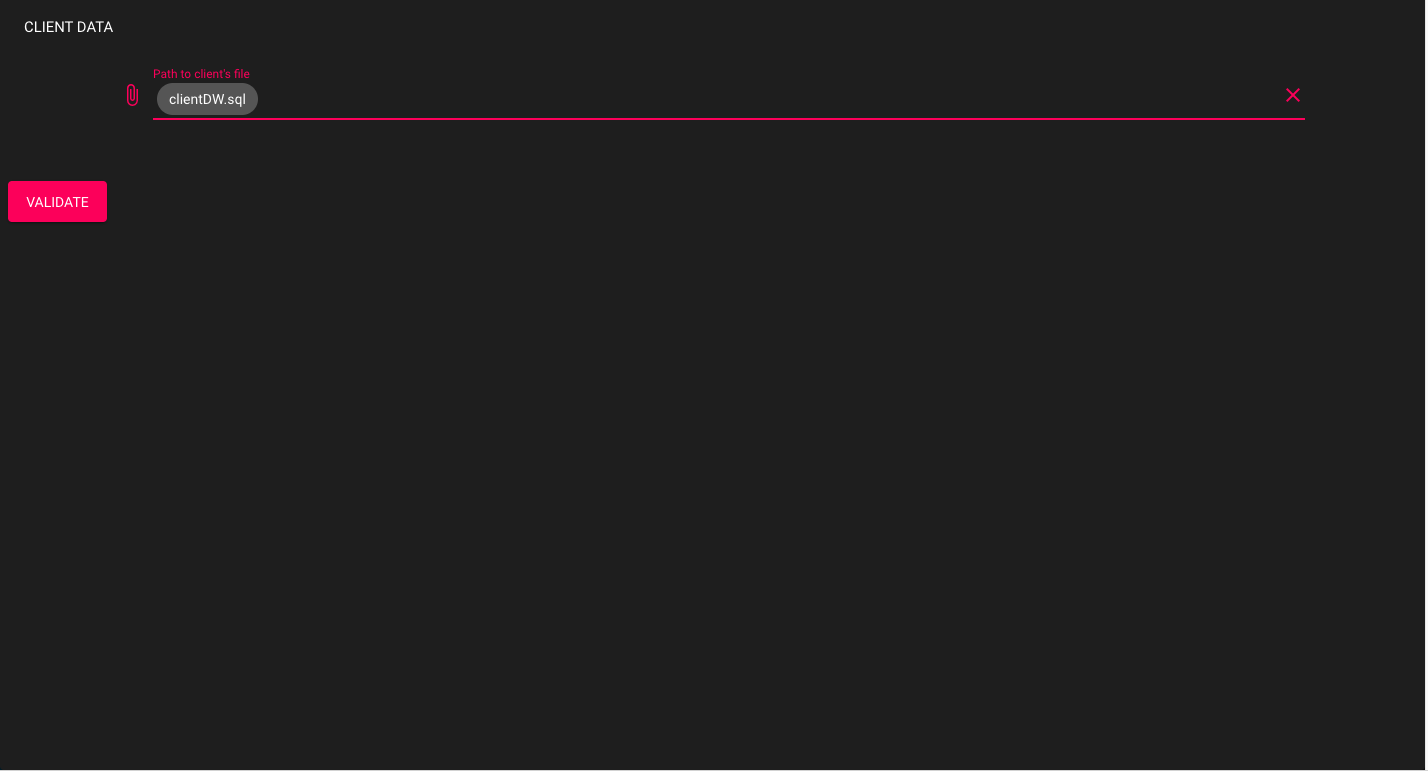 CLIENT DATA
Path to client's file
clientDW.sql
VALIDATE